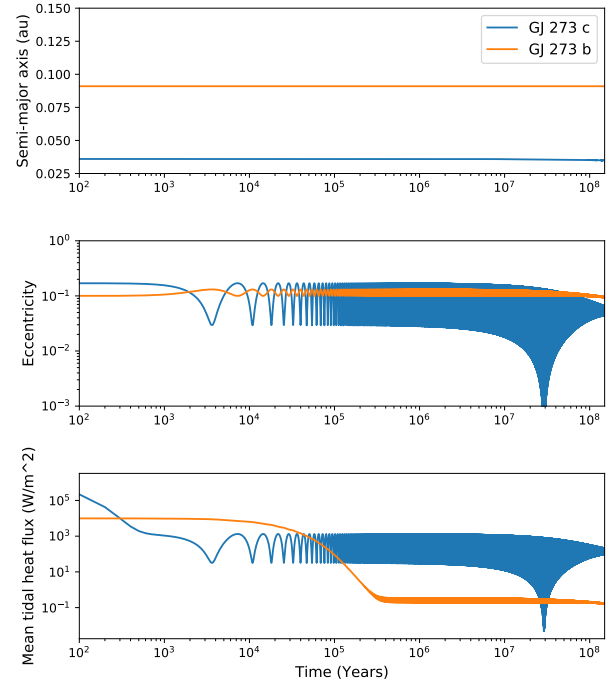 0.150
0.125
0.100
0.075
0.050
0.025
Semi-major axis (au)
GJ 273 c
GJ 273 b
10^2 10^3 10^4 10^5 10^6 10^7 10^8
10^0
10^−1
10^−2
10^−3
Eccentricity
10^2 10^3 10^4 10^5 10^6 10^7 10^8
10^5
10^3
10^1
10^−1
Mean tidal heat flux (W/m^2)
10^2 10^3 10^4 10^5 10^6 10^7 10^8
Time (Years)